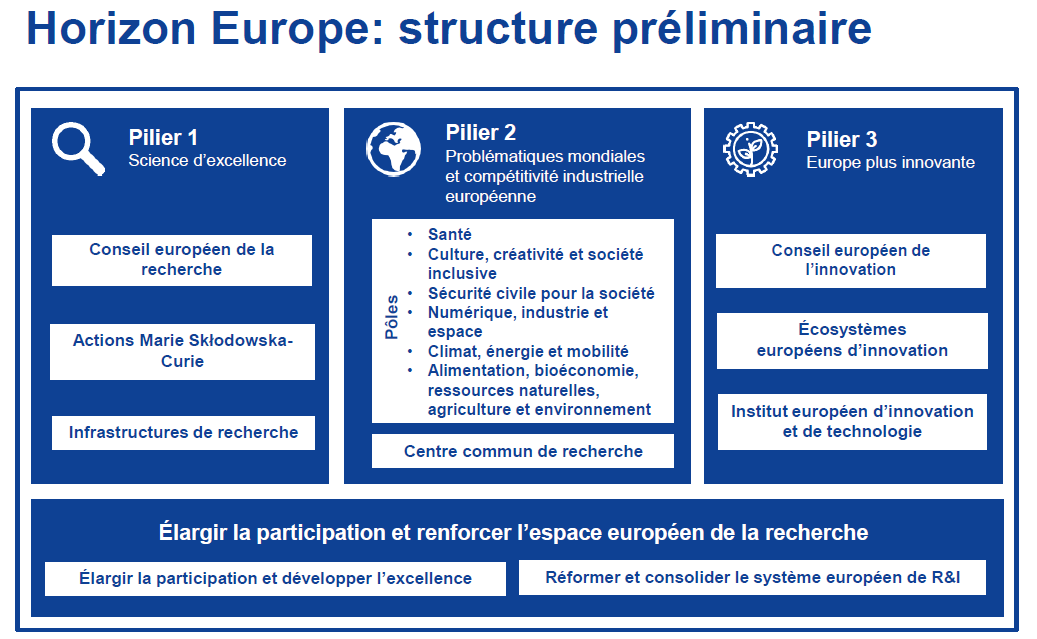 Horizon Europe: structure préliminaire
Pilier 1
Science d’excellence
Conseil européen de la
recherche
Actions Marie Skłodowska-
Curie
Infrastructures de recherche
Pilier 2
Problématiques mondiales
et compétitivité industrielle
européenne
Pôles
• Santé
• Culture, créativité et société
inclusive
• Sécurité civile pour la société
• Numérique, industrie et
espace
• Climat, énergie et mobilité
• Alimentation, bioéconomie,
ressources naturelles,
agriculture et environnement
Centre commun de recherche
Pilier 3
Europe plus innovante
Conseil européen de
l’innovation
Écosystèmes
européens d’innovation
Institut européen d’innovation
et de technologie
Élargir la participation et renforcer l’espace européen de la recherche
Élargir la participation et développer l’excellence
Réformer et consolider le système européen de R&I